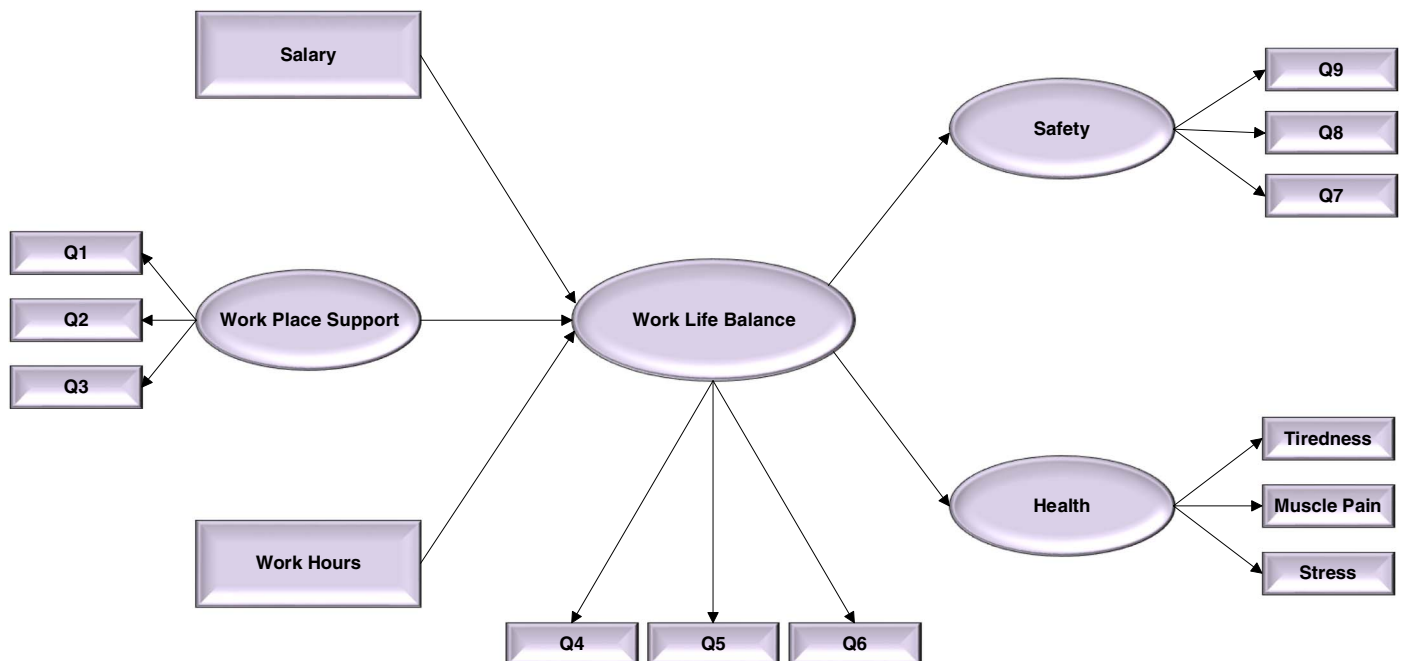 Salary
Safety
Q9
Q8
Q7
Q1
Q2
Q3
Work Place Support
Work Life Balance
Work Hours
Health
Tiredness
Muscle Pain
Stress
Q4
Q5
Q6